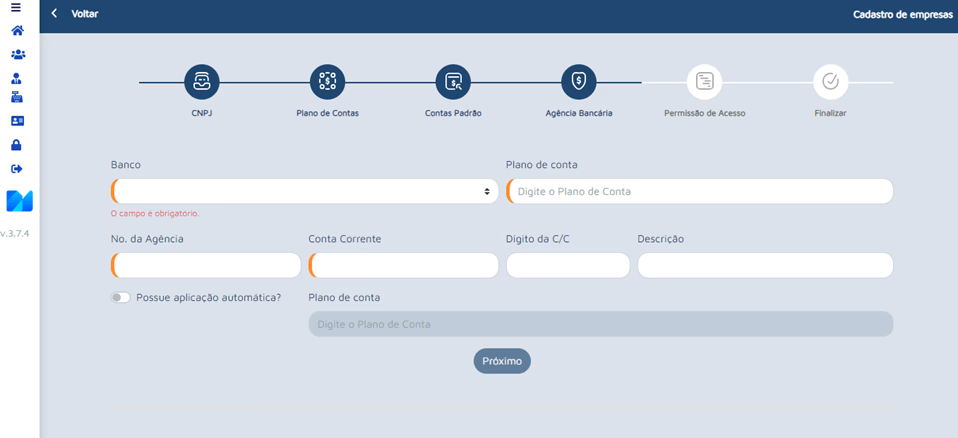 Voltar
Cadastro de empresas
CNPJ
Plano de Contas
Contas Padrão
Agência Bancária
Permissão de Acesso
Finalizar
Banco
Plano de conta
Digite o Plano de Conta
O campo é obrigatório.
No. da Agência
Conta Corrente
Digito da C/C
Descrição
Possue aplicação automática?
Plano de conta
Digite o Plano de Conta
Próximo
v.3.7.4